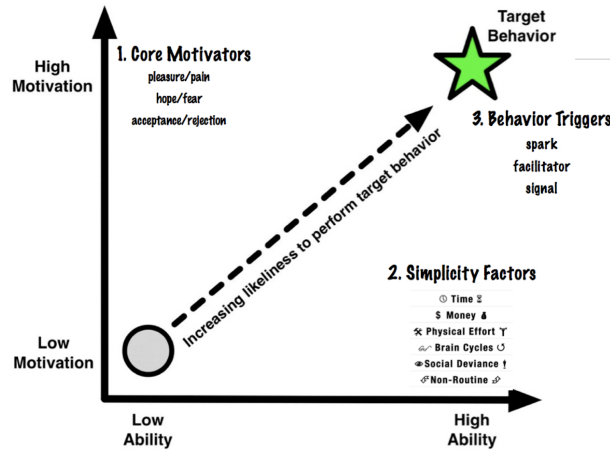 Target
Behavior
High
Motivation
1. Core Motivators
pleasure/pain
hope/fear
acceptance/rejection
3. Behavior Triggers
spark
facilitator
signal
Increasing likeliness to perform target behavior
2. Simplicity Factors
Time
$ Money
Physical Effort
Brain Cycles
Social Deviance
Non-Routine
Low
Motivation
Low
Ability
High
Ability